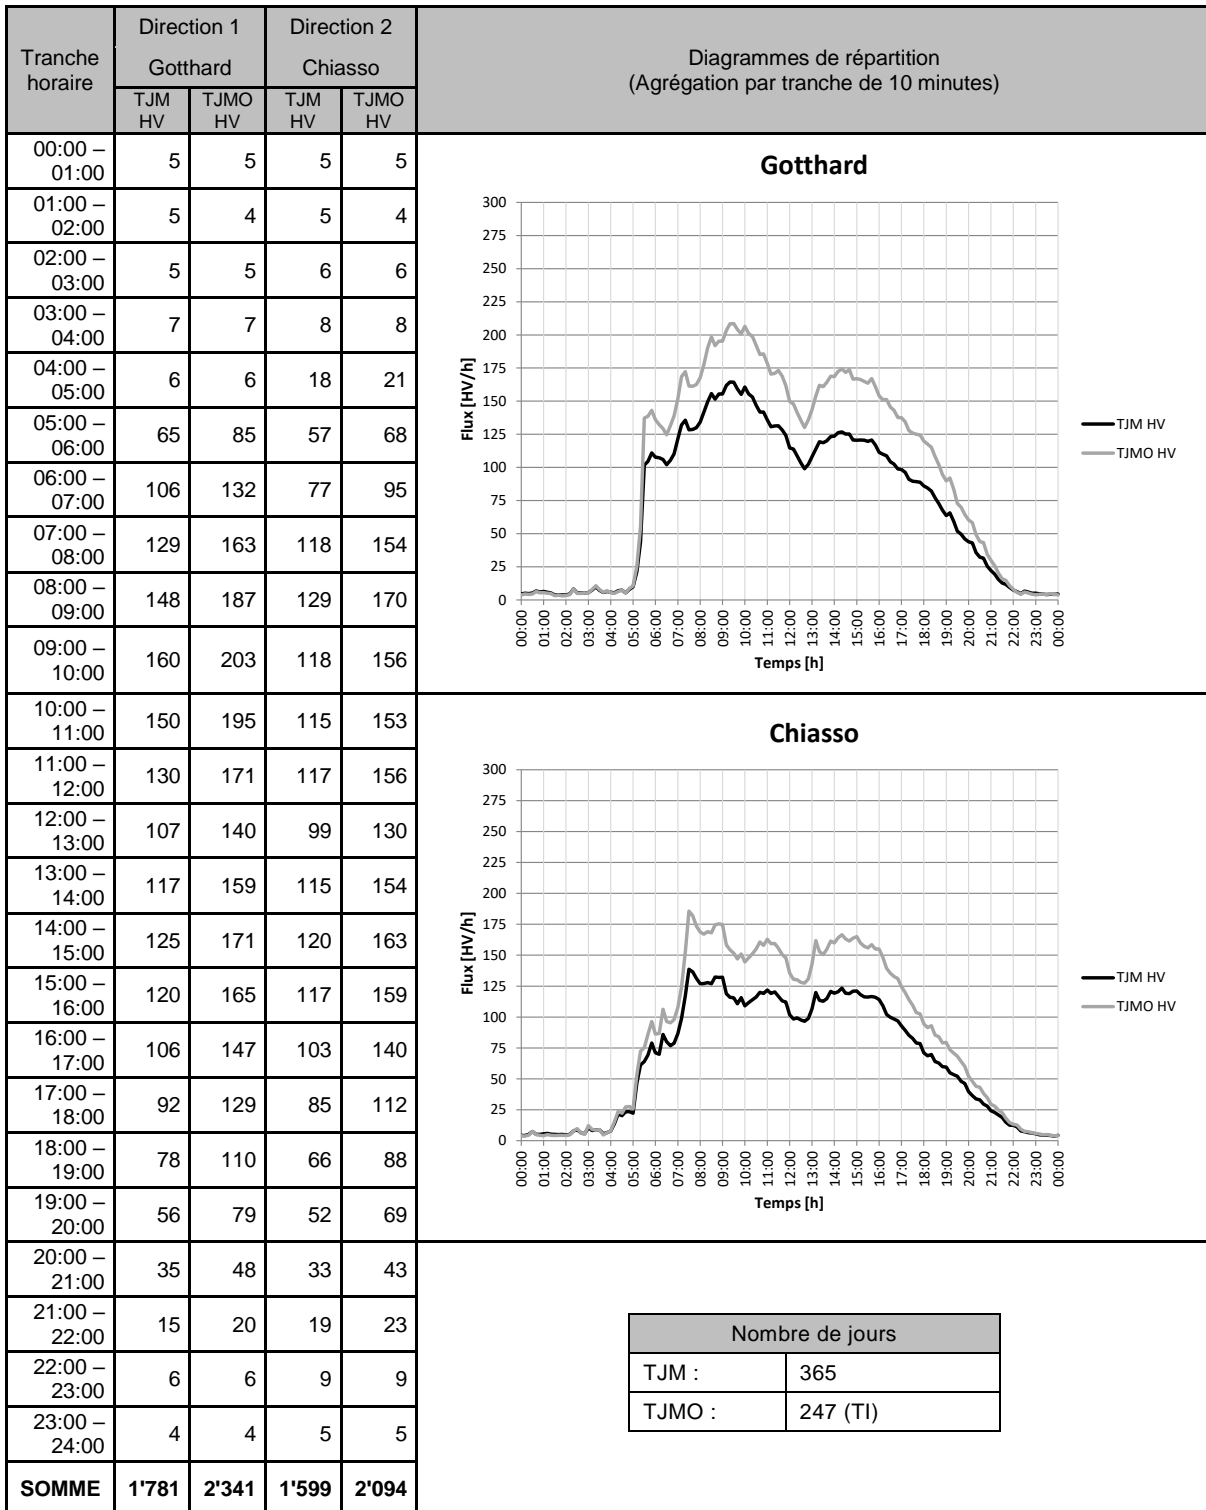 Tranche horaire
Direction 1
Gotthard
Direction 2
Chiasso
Diagrammes de répartition
(Agrégation par tranche de 10 minutes)
TJM HV
TJMO HV
TJM HV
TJMO HV
00:00 – 01:00 5 5 5 5
01:00 – 02:00 5 4 5 4
02:00 – 03:00 5 5 6 6
03:00 – 04:00 7 7 8 8
04:00 – 05:00 6 6 18 21
05:00 – 06:00 65 85 57 68
06:00 – 07:00 106 132 77 95
07:00 – 08:00 129 163 118 154
08:00 – 09:00 148 187 129 170
09:00 – 10:00 160 203 118 156
10:00 – 11:00 150 195 115 153
11:00 – 12:00 130 171 117 156
12:00 – 13:00 107 140 99 130
13:00 – 14:00 117 159 115 154
14:00 – 15:00 125 171 120 163
15:00 – 16:00 120 165 117 159
16:00 – 17:00 106 147 103 140
17:00 – 18:00 92 129 85 112
18:00 – 19:00 78 110 66 88
19:00 – 20:00 56 79 52 69
20:00 – 21:00 35 48 33 43
21:00 – 22:00 15 20 19 23
22:00 – 23:00 6 6 9 9
23:00 – 24:00 4 4 5 5
SOMME 1'781 2'341 1'599 2'094
Gotthard
Flux [HV/h]
300
275
250
225
200
175
150
125
100
75
50
25
0
00:00 01:00 02:00 03:00 04:00 05:00 06:00 07:00 08:00 09:00 10:00 11:00 12:00 13:00 14:00 15:00 16:00 17:00 18:00 19:00 20:00 21:00 22:00 23:00 00:00
Temps [h]
TJM HV
TJMO HV
Chiasso
Flux [HV/h]
300
275
250
225
200
175
150
125
100
75
50
25
0
00:00 01:00 02:00 03:00 04:00 05:00 06:00 07:00 08:00 09:00 10:00 11:00 12:00 13:00 14:00 15:00 16:00 17:00 18:00 19:00 20:00 21:00 22:00 23:00 00:00
Temps [h]
TJM HV
TJMO HV
Nombre de jours
TJM : 365
TJMO : 247 (TI)